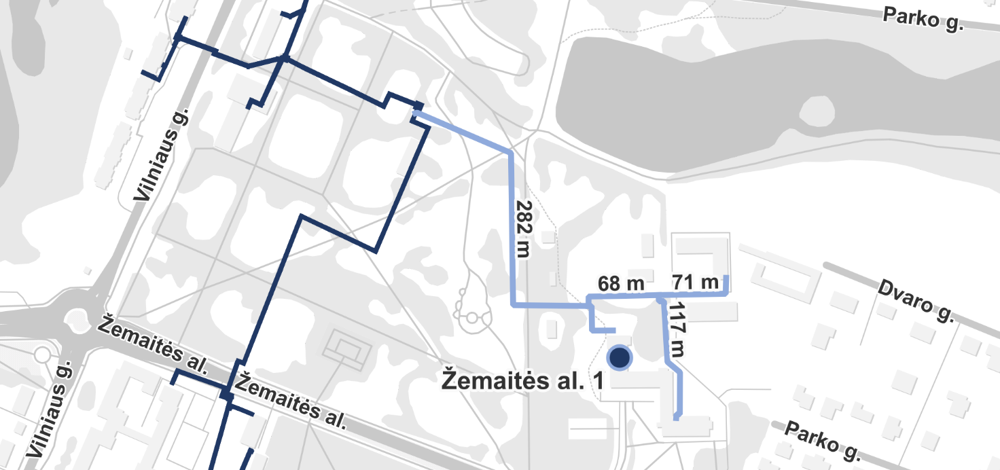 Parko g.
Vilniaus g.
282 m
68 m
71 m
Dvaro g.
117 m
Žemaitės al.
Žemaitės al. 1
Žemaitės al.
Vilniaus g.
Parko g.